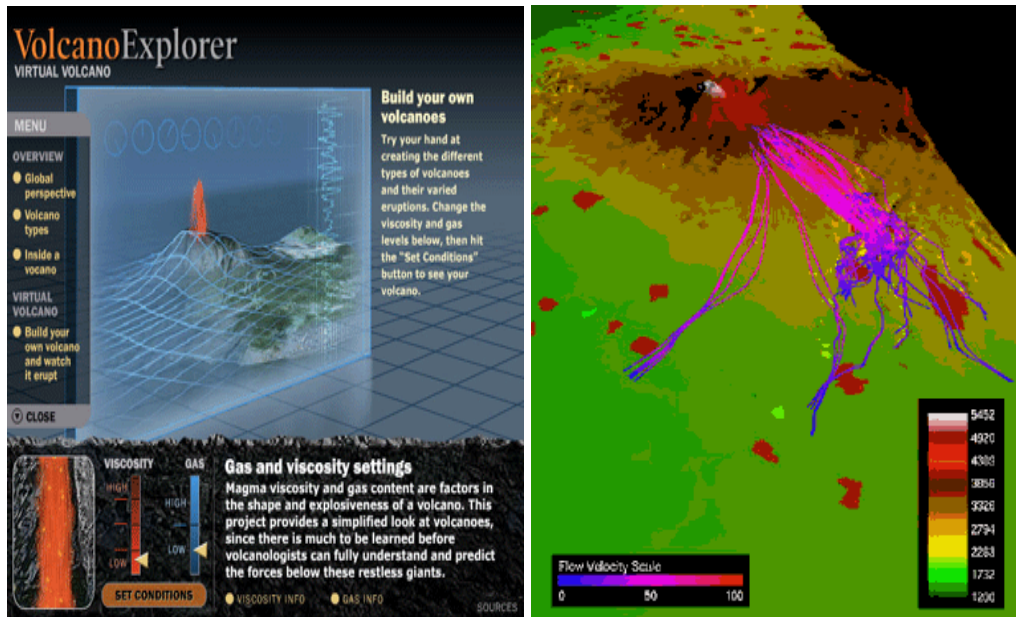 VolcanoExplorer
VIRTUAL VOLCANO
MENU
OVERVIEW
Global
perspective
Volcano
types
Inside a
vocano
VIRTUAL
VOLCANO
Build your
own volcano
and watch
it erupt
CLOSE
Build your own
volcanoes
Try your hand at
creating the different
types of volcanoes
and their varied
eruptions. Change the
viscosity and gas
levels below, then hit
the “Set Conditions”
button to see your
volcano.
VISCOSITY
HIGH
LOW
GAS
HIGH
LOW
SET CONDITIONS
Gas and viscosity settings
Magma viscosity and gas content are factors in
the shape and explosiveness of a volcano. This
project provides a simplified look at volcanoes,
since there is much to be learned before
volcanologists can fully understand and predict
the forces below these restless giants.
VISCOSITY INFO
GAS INFO
SOURCES
Flow Velocity Scale
0 50 100
5452
4920
3326
2794
2263
1732
1200